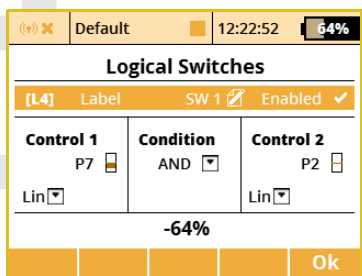 Default 12:22:52 64%
Logical Switches
[L4] Label SW 1 Enabled
Control 1 Condition Control 2
P7 AND P2
Lin Lin
-64%
Ok